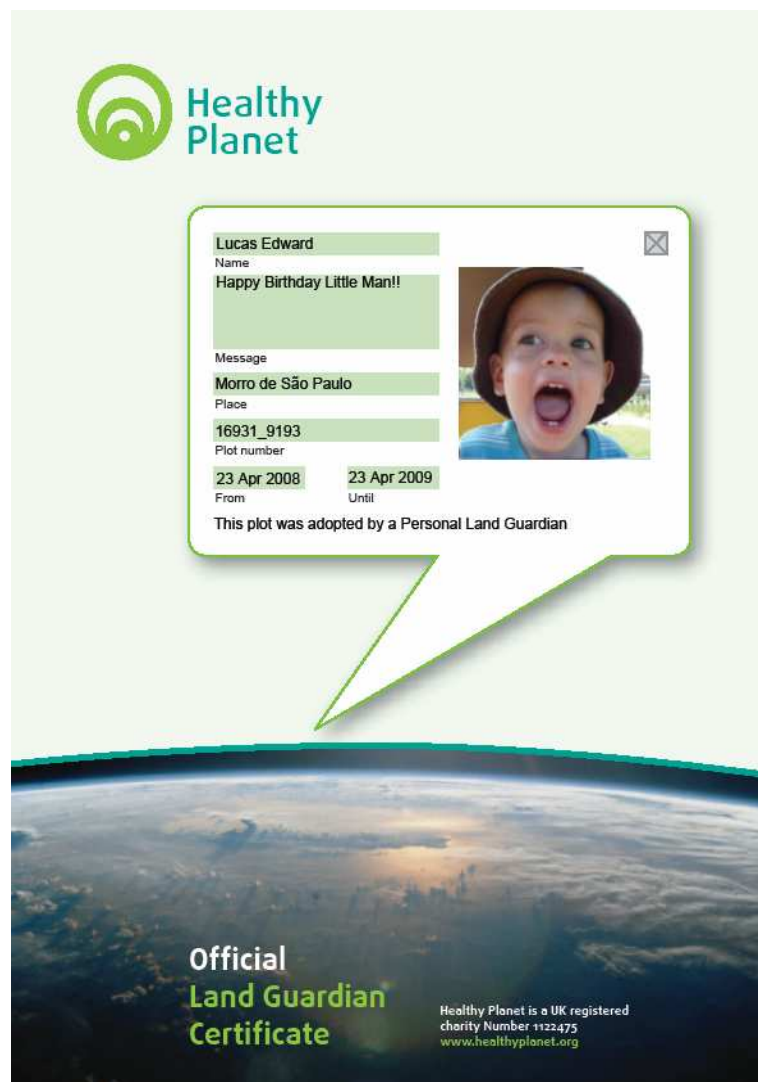 Healthy
Planet
Lucas Edward
Name
Happy Birthday Little Man!!
Message
Morro de São Paulo
Place
16931_9193
Plot number
23 Apr 2008 23 Apr 2009
From Until
This plot was adopted by a Personal Land Guardian
Official
Land Guardian
Certificate
Healthy Planet is a UK registered
charity Number 1122475
www.healthyplanet.org